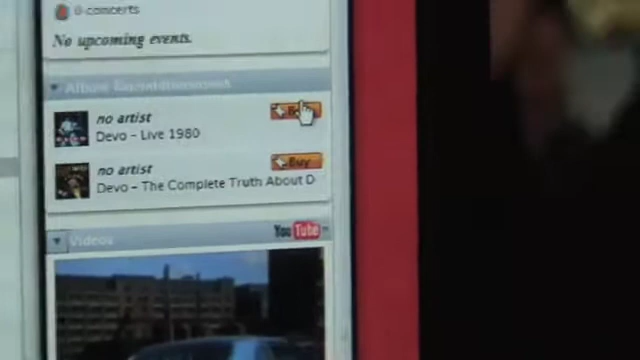 0 concerts
No upcoming events.
Album
no artist
Devo – Live 1980
no artist
Buy
Devo – The Complete Truth About D
Videos
YouTube